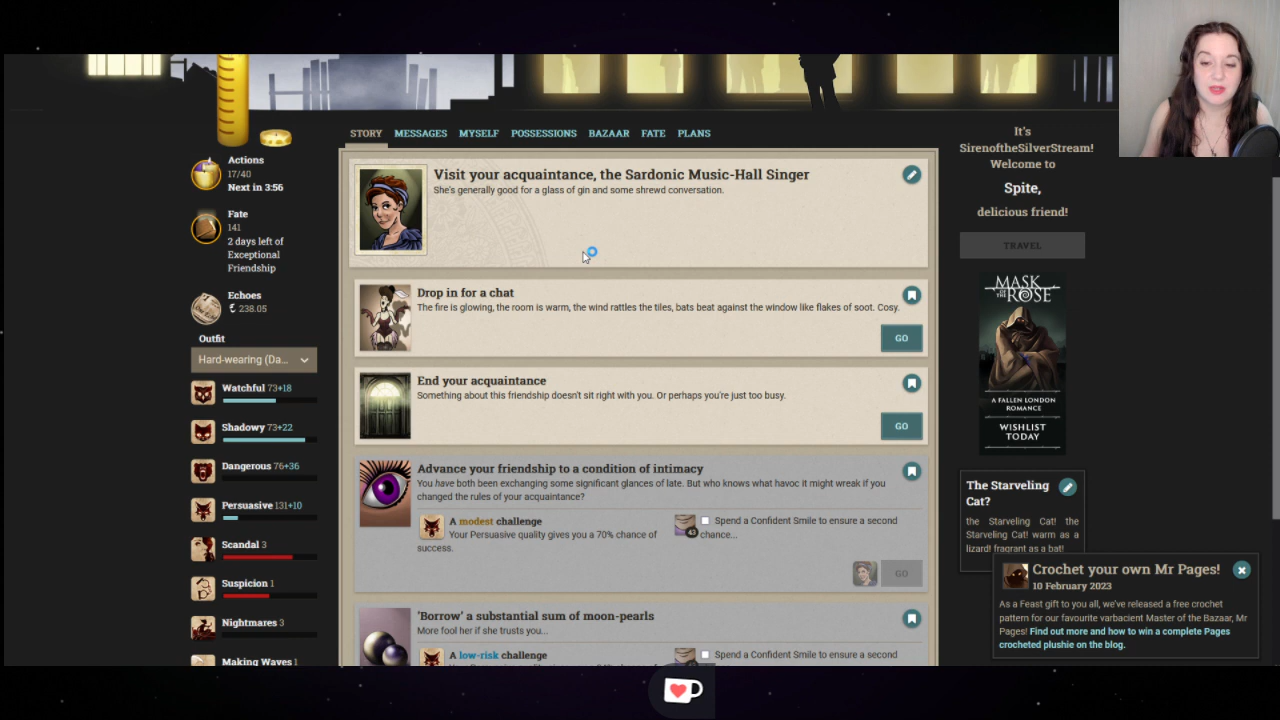 STORY MESSAGES MYSELF POSSESSIONS BAZAAR FATE PLANS
Actions
17/40
Next in 3:56
Fate
141
2 days left of
Exceptional
Friendship
Echoes
238.05
Outfit
Hard-wearing (Da...
Watchful 73+18
Shadowy 73+22
Dangerous 76+36
Persuasive 131+10
Scandal 3
Suspicion 1
Nightmares 3
Making Waves 1
Visit your acquaintance, the Sardonic Music-Hall Singer
She's generally good for a glass of gin and some shrewd conversation.
Drop in for a chat
The fire is glowing, the room is warm, the wind rattles the tiles, bats beat against the window like flakes of soot. Cosy.
GO
End your acquaintance
Something about this friendship doesn't sit right with you. Or perhaps you're just too busy.
GO
Advance your friendship to a condition of intimacy
You have both been exchanging some significant glances of late. But who knows what havoc it might wreak if you
changed the rules of your acquaintance?
A modest challenge
Your Persuasive quality gives you a 70% chance of
success.
43
Spend a Confident Smile to ensure a second
chance...
GO
'Borrow' a substantial sum of moon-pearls
More fool her if she trusts you...
A low-risk challenge
Spend a Confident Smile to ensure a second
It's
SirenoftheSilverStream!
Welcome to
Spite,
delicious friend!
TRAVEL
MASK
OF THE
ROSE
A FALLEN LONDON
ROMANCE
WISHLIST
TODAY
The Starveling
Cat?
the Starveling Cat! the
Starveling Cat! warm as a
lizard! fragrant as a bat!
Crochet your own Mr Pages!
10 February 2023
As a Feast gift to you all, we've released a free crochet
pattern for our favourite varbacient Master of the Bazaar, Mr
Pages! Find out more and how to win a complete Pages
crocheted plushie on the blog.